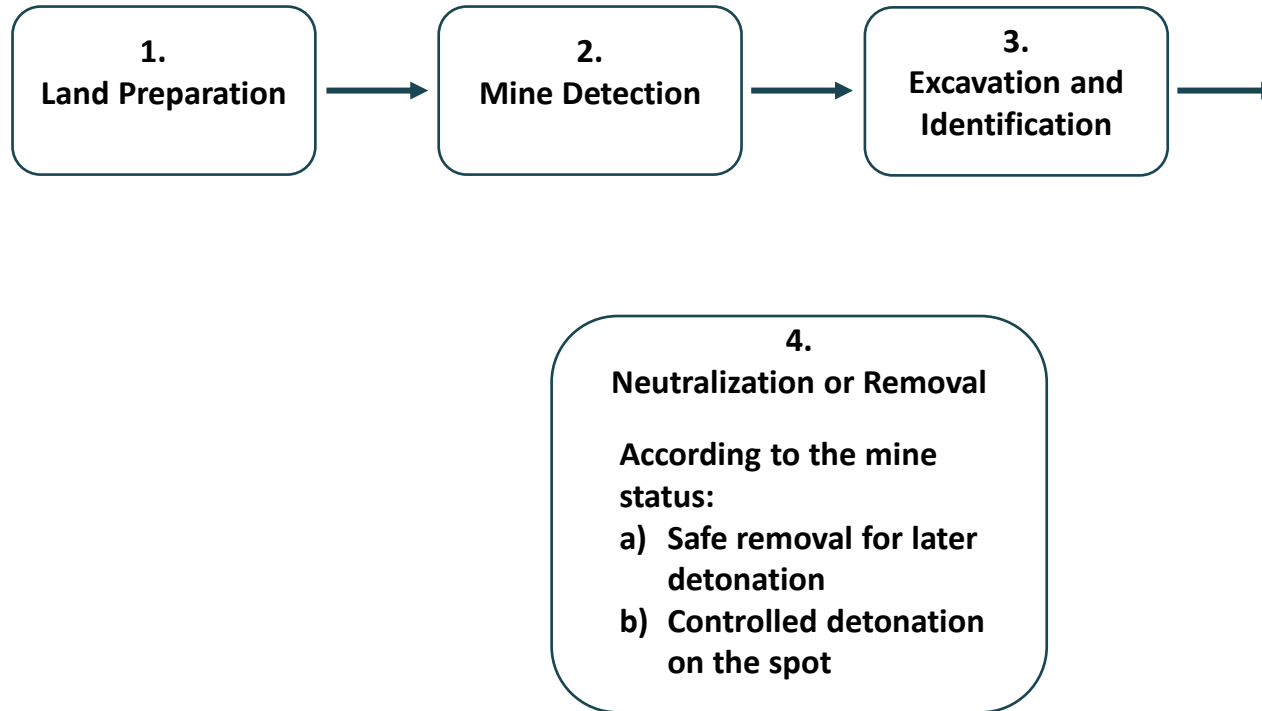 1.
Land Preparation
2.
Mine Detection
3.
Excavation and
Identification
4.
Neutralization or Removal
According to the mine
status:
a) Safe removal for later
detonation
b) Controlled detonation
on the spot